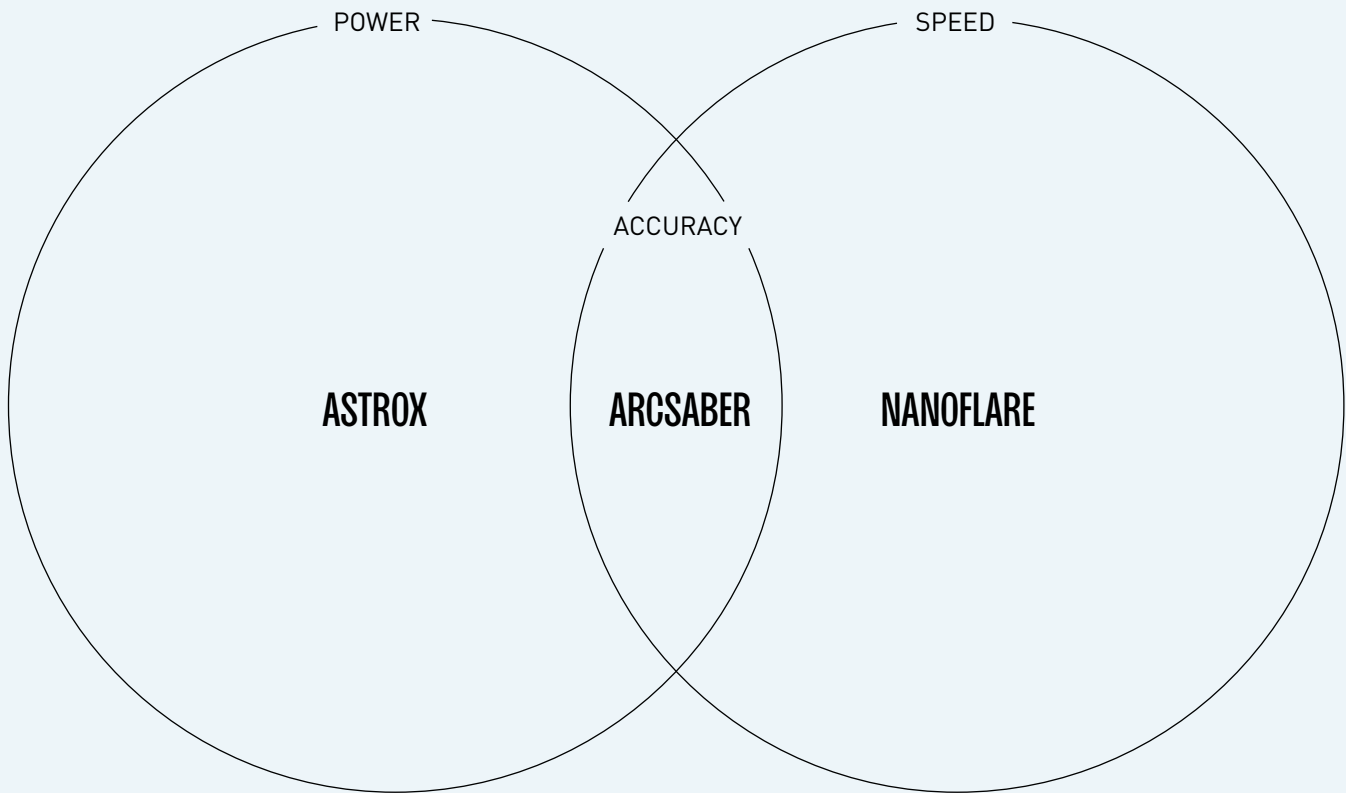 POWER
SPEED
ACCURACY
ASTROX
ARCSABER
NANOFLARE